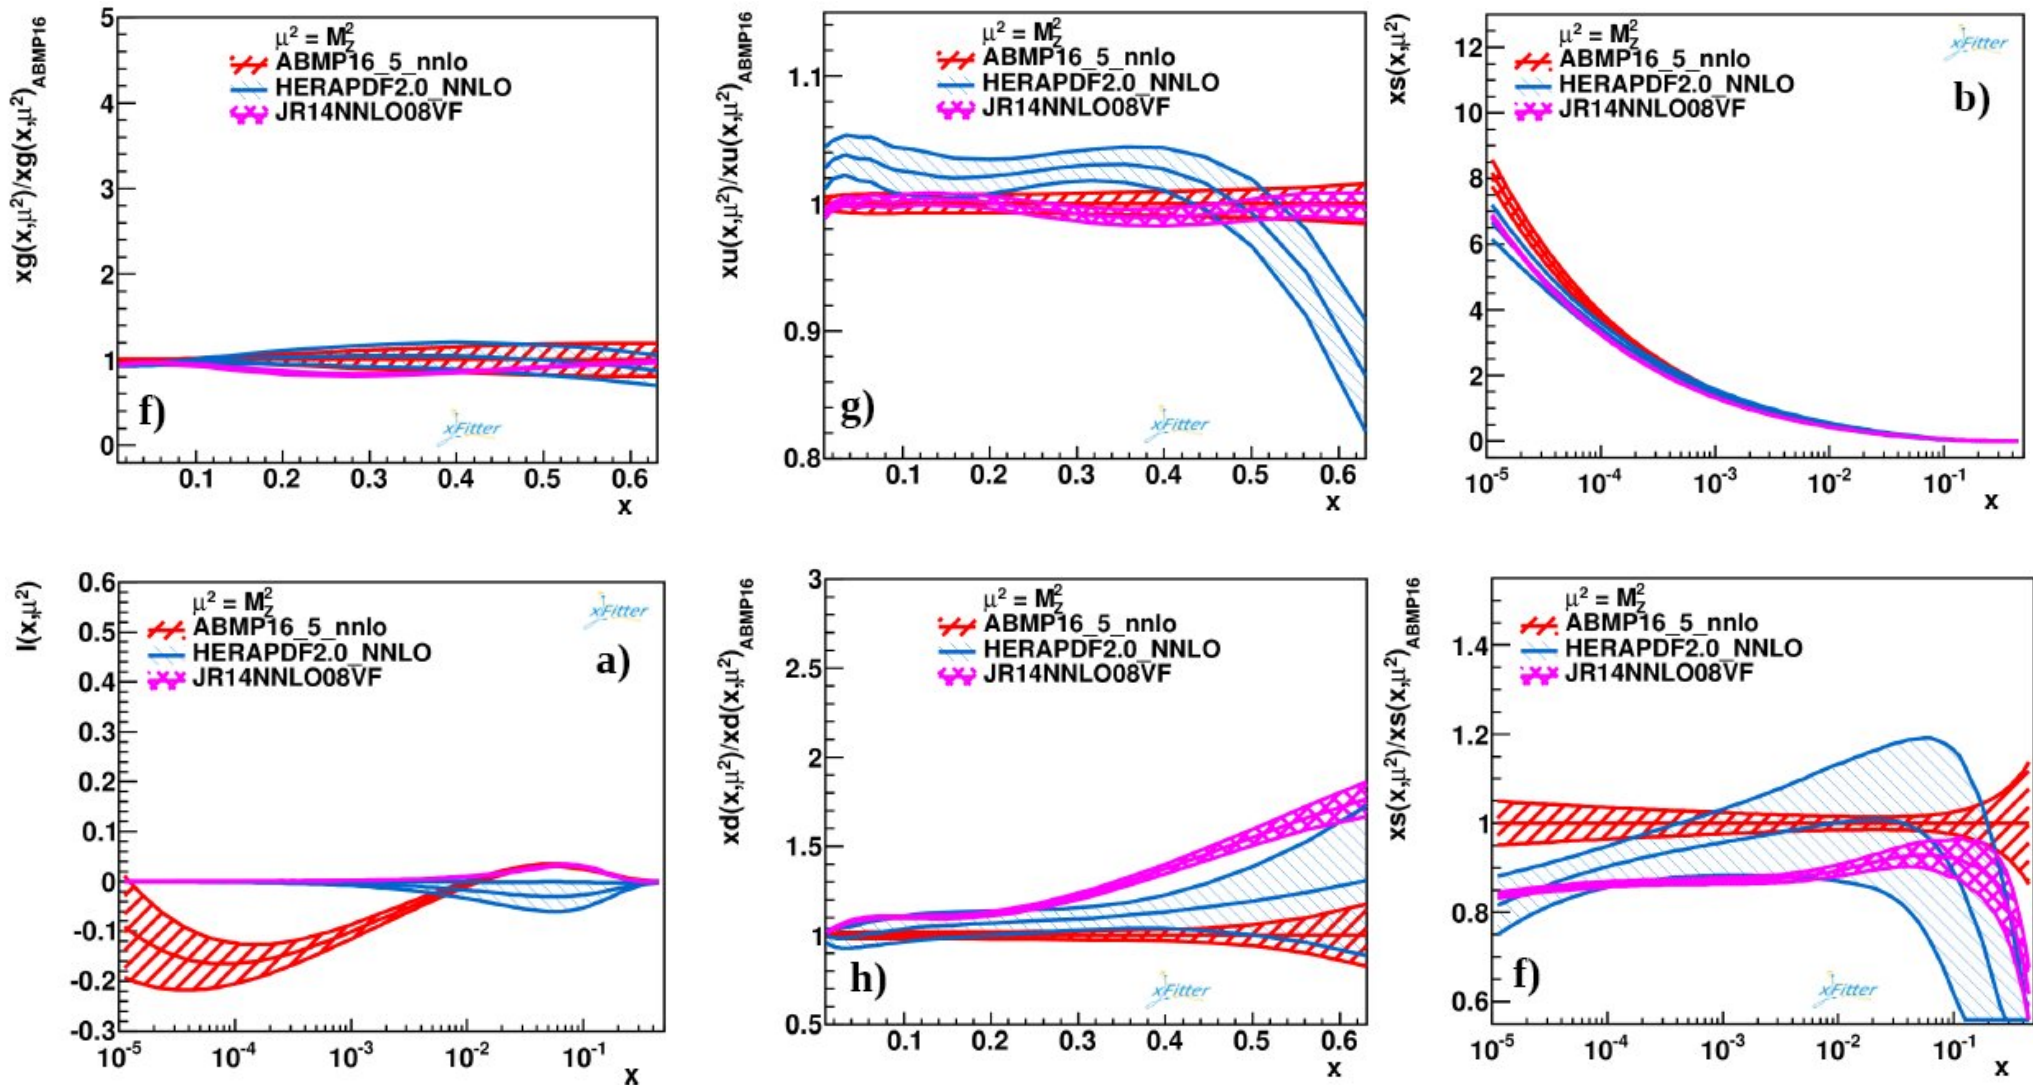 xg(x,μ²)/xg(x,μ²)ABMP16
μ² = M_Z²
ABMP16_5_nnlo
HERAPDF2.0_NNLO
JR14NNLO08VF
5
4
3
2
1
0
f)
xFitter
0.1 0.2 0.3 0.4 0.5 0.6
x
xu(x,μ²)/xu(x,μ²)ABMP16
μ² = M_Z²
ABMP16_5_nnlo
HERAPDF2.0_NNLO
JR14NNLO08VF
1.1
1
0.9
0.8
g)
xFitter
0.1 0.2 0.3 0.4 0.5 0.6
x
xs(x,μ²)
μ² = M_Z²
ABMP16_5_nnlo
HERAPDF2.0_NNLO
JR14NNLO08VF
xFitter
b)
12
10
8
6
4
2
0
10⁻⁵ 10⁻⁴ 10⁻³ 10⁻² 10⁻¹
x
I(x,μ²)
μ² = M_Z²
ABMP16_5_nnlo
HERAPDF2.0_NNLO
JR14NNLO08VF
xFitter
a)
0.6
0.5
0.4
0.3
0.2
0.1
0
-0.1
-0.2
-0.3
10⁻⁵ 10⁻⁴ 10⁻³ 10⁻² 10⁻¹
x
xd(x,μ²)/xd(x,μ²)ABMP16
μ² = M_Z²
ABMP16_5_nnlo
HERAPDF2.0_NNLO
JR14NNLO08VF
3
2.5
2
1.5
1
0.5
h)
xFitter
0.1 0.2 0.3 0.4 0.5 0.6
x
xs(x,μ²)/xs(x,μ²)ABMP16
μ² = M_Z²
ABMP16_5_nnlo
HERAPDF2.0_NNLO
JR14NNLO08VF
1.4
1.2
1
0.8
0.6
f)
xFitter
10⁻⁵ 10⁻⁴ 10⁻³ 10⁻² 10⁻¹
x